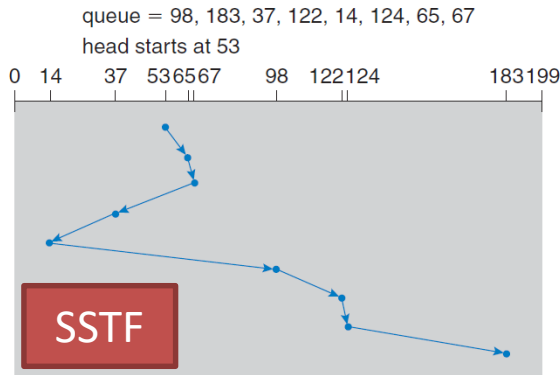 queue = 98, 183, 37, 122, 14, 124, 65, 67
head starts at 53
0 14 37 536567 98 122124 183199
SSTF